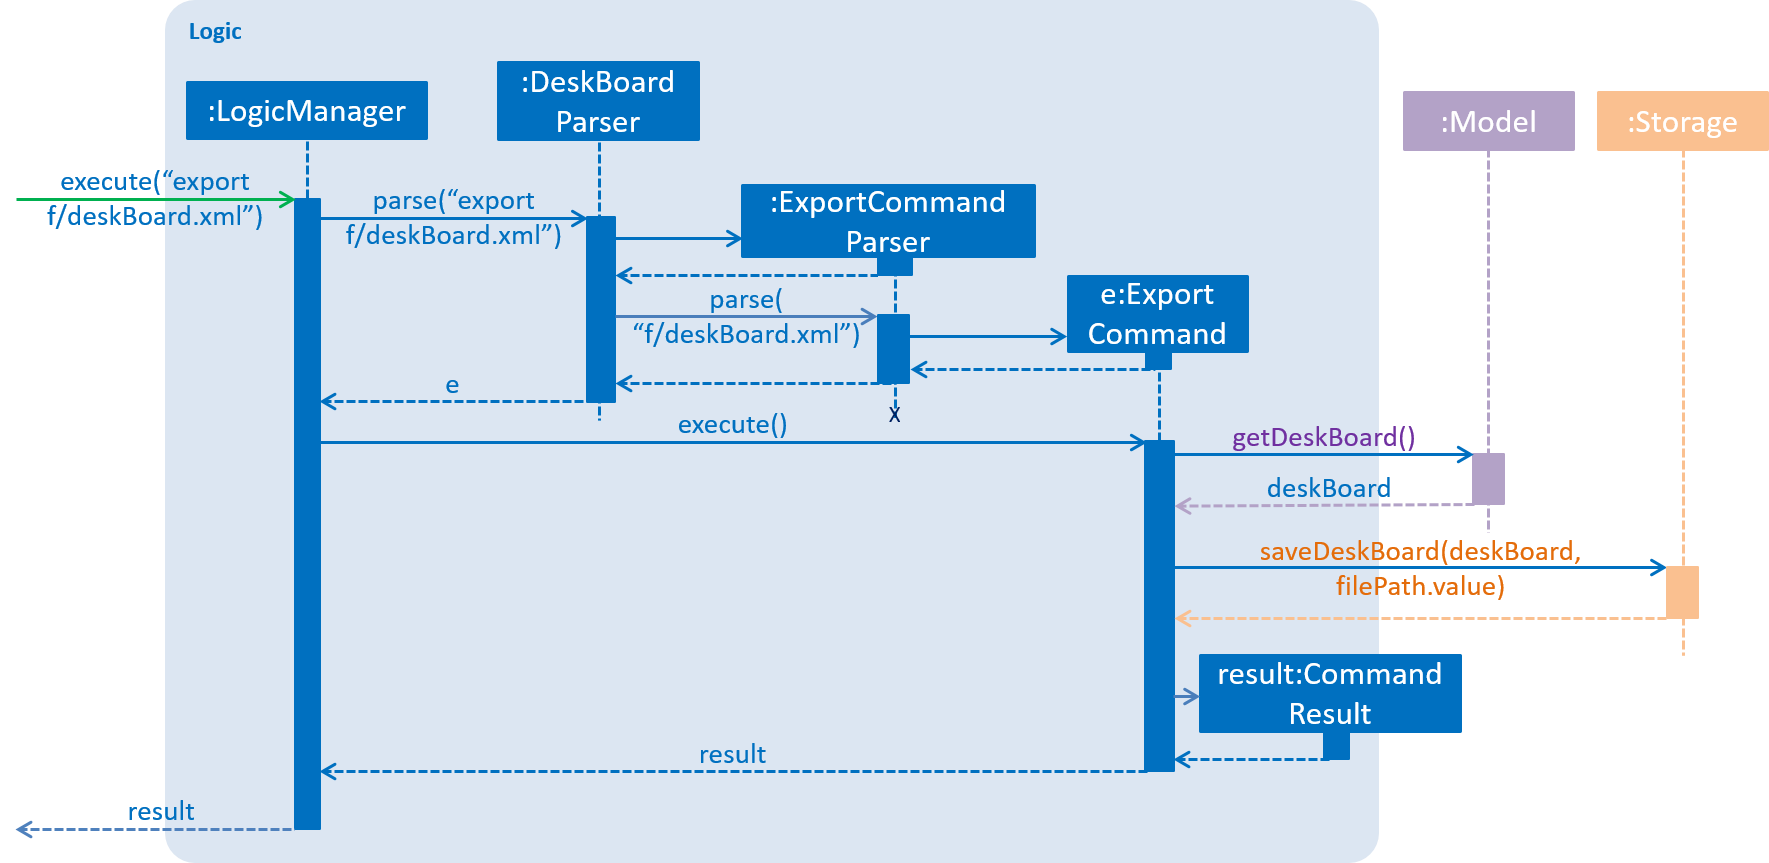 Logic
:LogicManager
:DeskBoard
Parser
:Model
:Storage
execute(“export
f/deskBoard.xml”)
parse(“export
f/deskBoard.xml”)
:ExportCommand
Parser
parse(
“f/deskBoard.xml”)
e:Export
Command
e
X
execute()
getDeskBoard()
deskBoard
saveDeskBoard(deskBoard,
filePath.value)
result:Command
Result
result
result